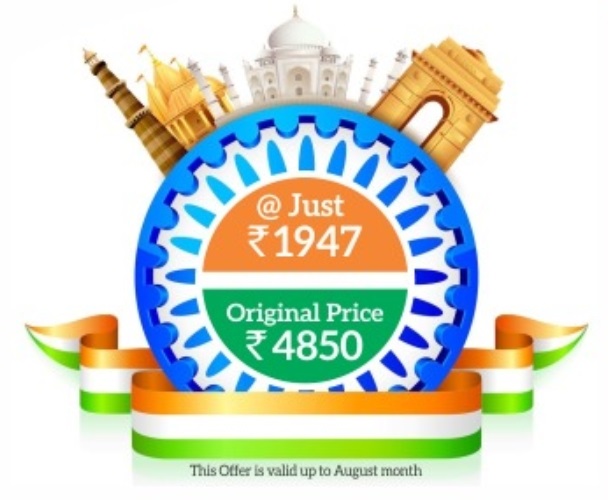 @ Just
₹1947
Original Price
₹4850
This Offer is valid up to August month